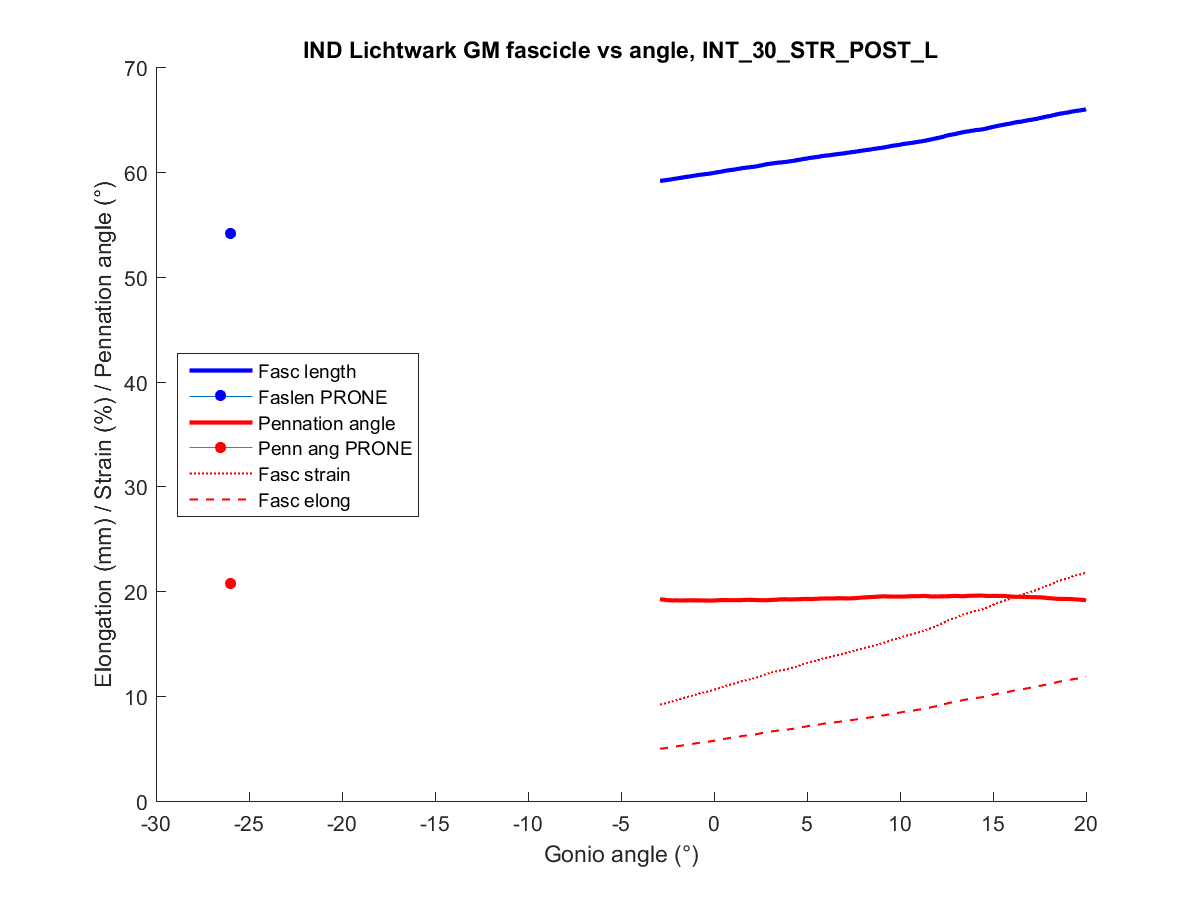 IND Lichtwark GM fascicle vs angle, INT_30_STR_POST_L
Elongation (mm) / Strain (%) / Pennation angle (°)
70
60
50
40
30
20
10
0
Fasc length
Faslen PRONE
Pennation angle
Penn ang PRONE
Fasc strain
Fasc elong
-30 -25 -20 -15 -10 -5 0 5 10 15 20
Gonio angle (°)